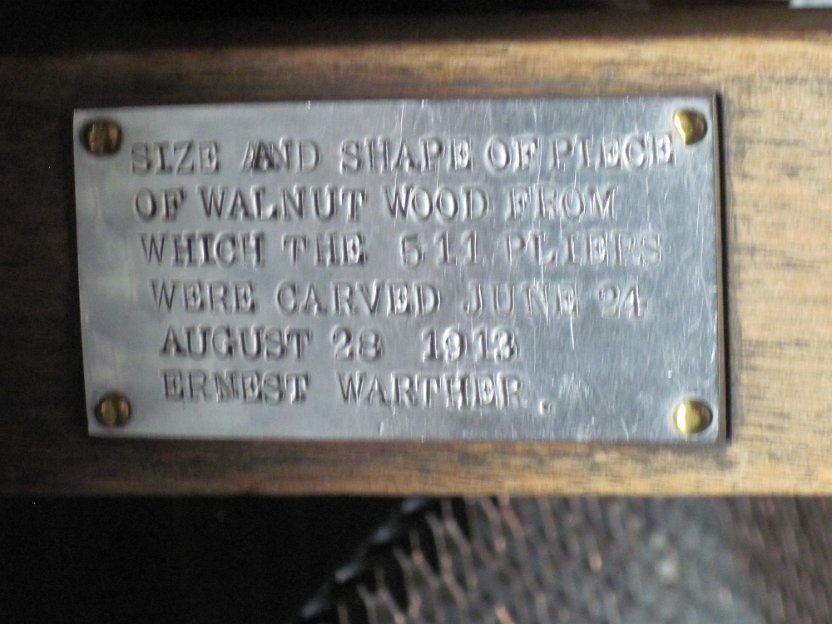 SIZE AND SHAPE OF PIECE
OF WALNUT WOOD FROM
WHICH THE 511 PLIERS
WERE CARVED JUNE 24
AUGUST 28 1913
ERNEST WARTHER.